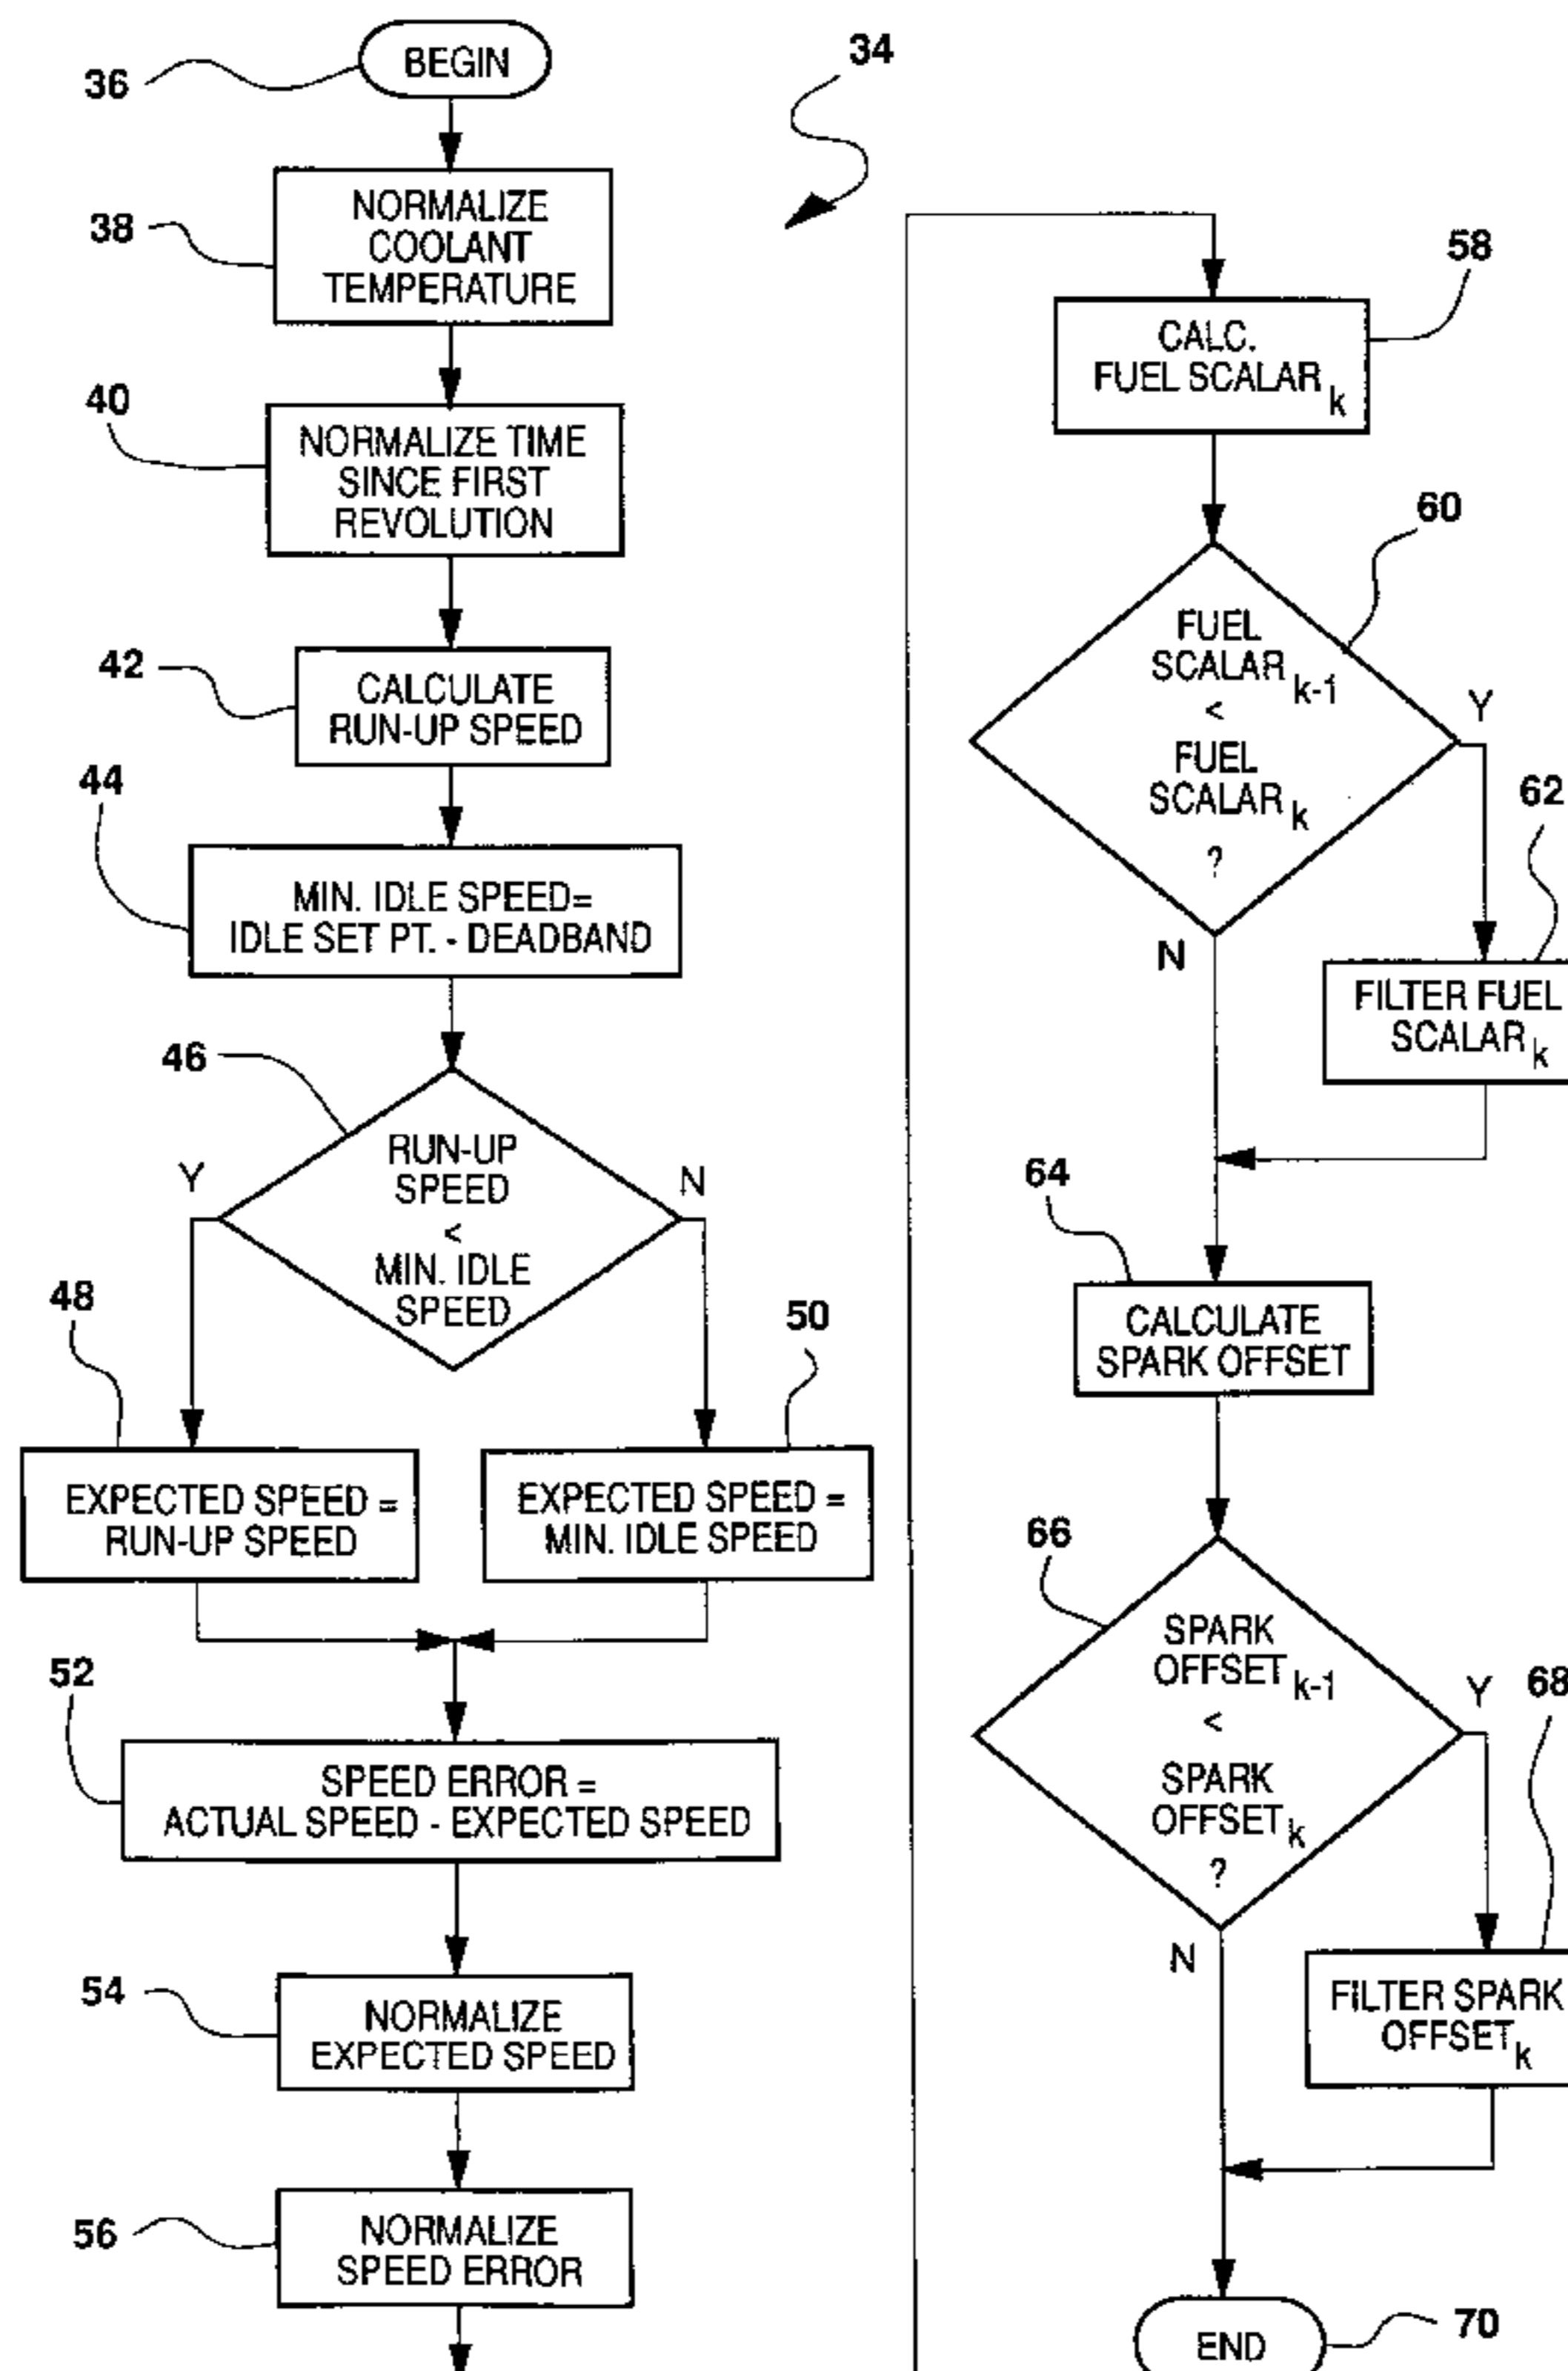 36
BEGIN
34
38
NORMALIZE
COOLANT
TEMPERATURE
40
NORMALIZE TIME
SINCE FIRST
REVOLUTION
42
CALCULATE
RUN-UP SPEED
44
MIN. IDLE SPEED=
IDLE SET PT. - DEADBAND
46
RUN-UP
SPEED
<
MIN. IDLE
SPEED
Y
N
48
EXPECTED SPEED =
RUN-UP SPEED
50
EXPECTED SPEED =
MIN. IDLE SPEED
52
SPEED ERROR =
ACTUAL SPEED - EXPECTED SPEED
54
NORMALIZE
EXPECTED SPEED
56
NORMALIZE
SPEED ERROR
58
CALC.
FUEL SCALAR k
60
FUEL
SCALAR k-1
<
FUEL
SCALAR k
?
Y
N
62
FILTER FUEL
SCALAR k
64
CALCULATE
SPARK OFFSET
66
SPARK
OFFSET k-1
<
SPARK
OFFSET k
?
Y
N
68
FILTER SPARK
OFFSET k
END
70